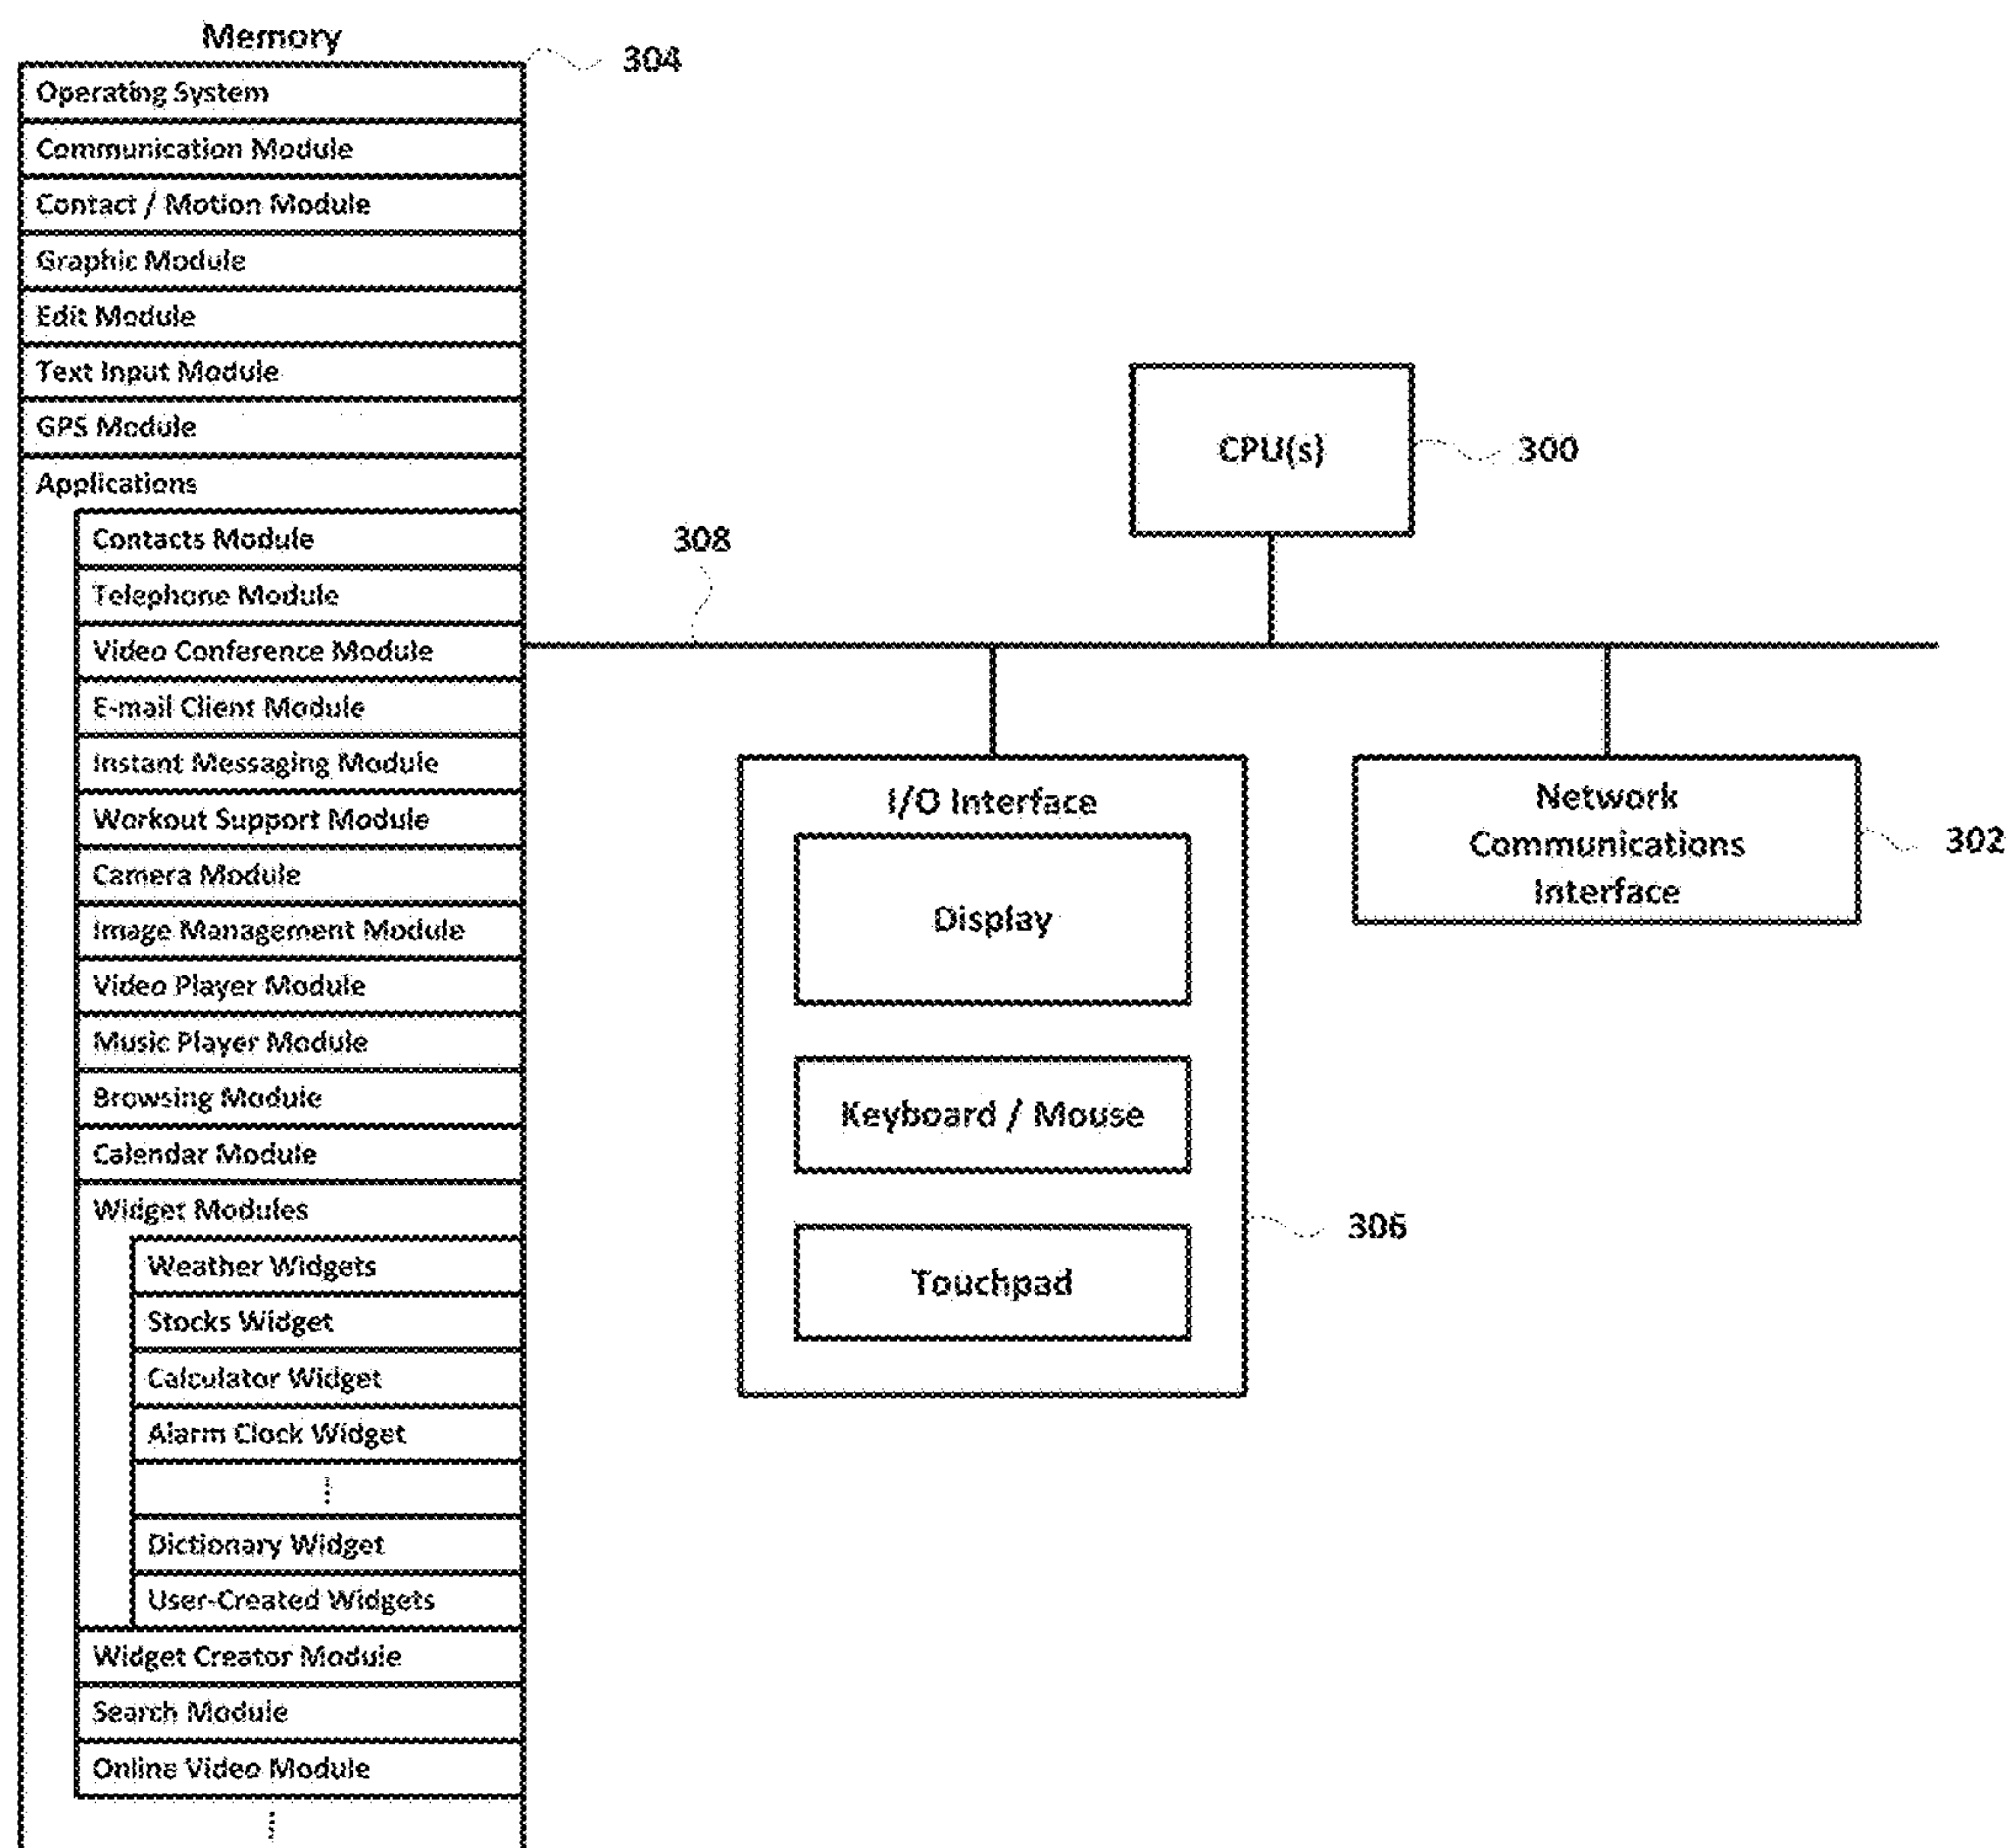 Memory
304
Operating System
Communication Module
Contact / Motion Module
Graphic Module
Edit Module
Text Input Module
GPS Module
Applications
Contacts Module
Telephone Module
Video Conference Module
E-mail Client Module
Instant Messaging Module
Workout Support Module
Camera Module
Image Management Module
Video Player Module
Music Player Module
Browsing Module
Calendar Module
Widget Modules
Weather Widgets
Stocks Widget
Calculator Widget
Alarm Clock Widget
⋮
Dictionary Widget
User-Created Widgets
Widget Creator Module
Search Module
Online Video Module
⋮
308
CPU(s)
300
I/O Interface
Display
Keyboard / Mouse
Touchpad
306
Network
Communications
Interface
302